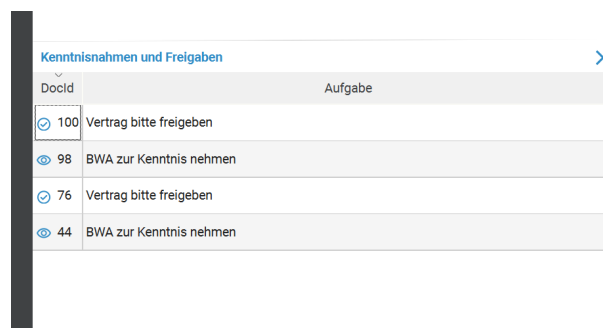 Kenntnisnahmen und Freigaben
DocId Aufgabe
100 Vertrag bitte freigeben
98 BWA zur Kenntnis nehmen
76 Vertrag bitte freigeben
44 BWA zur Kenntnis nehmen